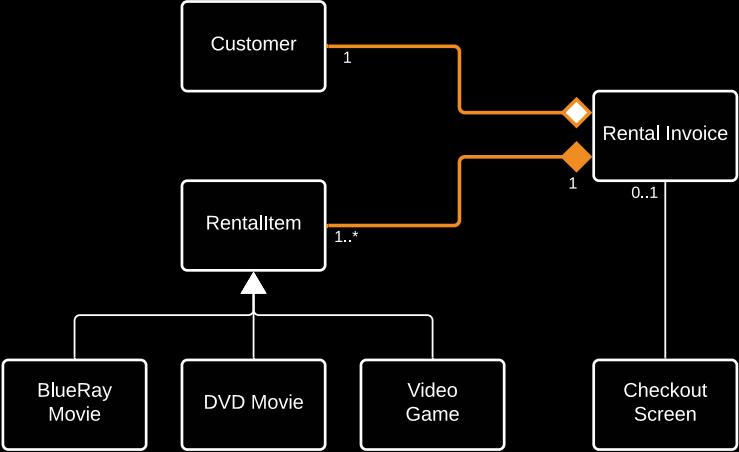 Customer
1
Rental Invoice
1
0..1
RentalItem
1..*
BlueRay
Movie
DVD Movie
Video
Game
Checkout
Screen